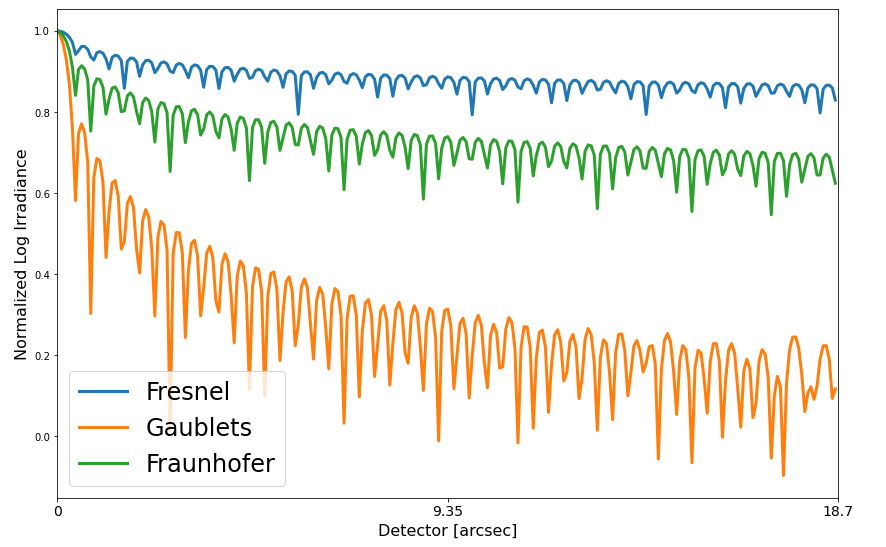 1.0
0.8
0.6
0.4
0.2
0.0
Normalized Log Irradiance
Fresnel
Gaublets
Fraunhofer
0 9.35 18.7
Detector [arcsec]